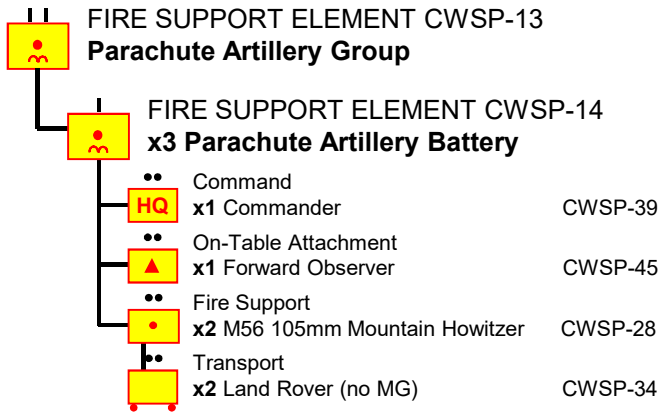 FIRE SUPPORT ELEMENT CWSP-13
Parachute Artillery Group
FIRE SUPPORT ELEMENT CWSP-14
x3 Parachute Artillery Battery
Command
HQ x1 Commander CWSP-39
On-Table Attachment
x1 Forward Observer CWSP-45
Fire Support
x2 M56 105mm Mountain Howitzer CWSP-28
Transport
x2 Land Rover (no MG) CWSP-34